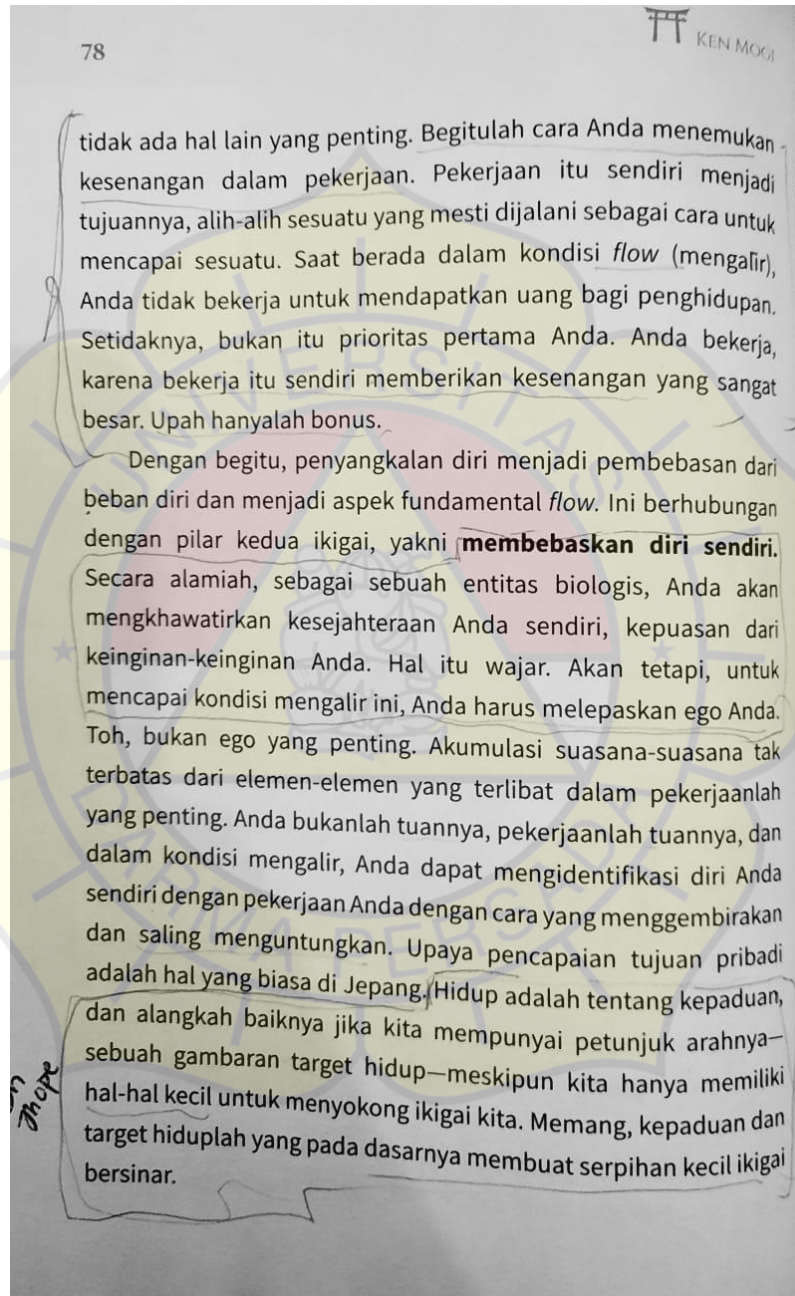 78
KEN MOGI
tidak ada hal lain yang penting. Begitulah cara Anda menemukan
kesenangan dalam pekerjaan. Pekerjaan itu sendiri menjadi
tujuannya, alih-alih sesuatu yang mesti dijalani sebagai cara untuk
mencapai sesuatu. Saat berada dalam kondisi flow (mengalir),
Anda tidak bekerja untuk mendapatkan uang bagi penghidupan.
Setidaknya, bukan itu prioritas pertama Anda. Anda bekerja,
karena bekerja itu sendiri memberikan kesenangan yang sangat
besar. Upah hanyalah bonus.
Dengan begitu, penyangkalan diri menjadi pembebasan dari
beban diri dan menjadi aspek fundamental flow. Ini berhubungan
dengan pilar kedua ikigai, yakni membebaskan diri sendiri.
Secara alamiah, sebagai sebuah entitas biologis, Anda akan
mengkhawatirkan kesejahteraan Anda sendiri, kepuasan dari
keinginan-keinginan Anda. Hal itu wajar. Akan tetapi, untuk
mencapai kondisi mengalir ini, Anda harus melepaskan ego Anda.
Toh, bukan ego yang penting. Akumulasi suasana-suasana tak
terbatas dari elemen-elemen yang terlibat dalam pekerjaanlah
yang penting. Anda bukanlah tuannya, pekerjaanlah tuannya, dan
dalam kondisi mengalir, Anda dapat mengidentifikasi diri Anda
sendiri dengan pekerjaan Anda dengan cara yang menggembirakan
dan saling menguntungkan. Upaya pencapaian tujuan pribadi
adalah hal yang biasa di Jepang. Hidup adalah tentang kepaduan,
dan alangkah baiknya jika kita mempunyai petunjuk arahnya—
sebuah gambaran target hidup—meskipun kita hanya memiliki
hal-hal kecil untuk menyokong ikigai kita. Memang, kepaduan dan
target hiduplah yang pada dasarnya membuat serpihan kecil ikigai
bersinar.
UNIVERSITAS
DARMA PERSADA